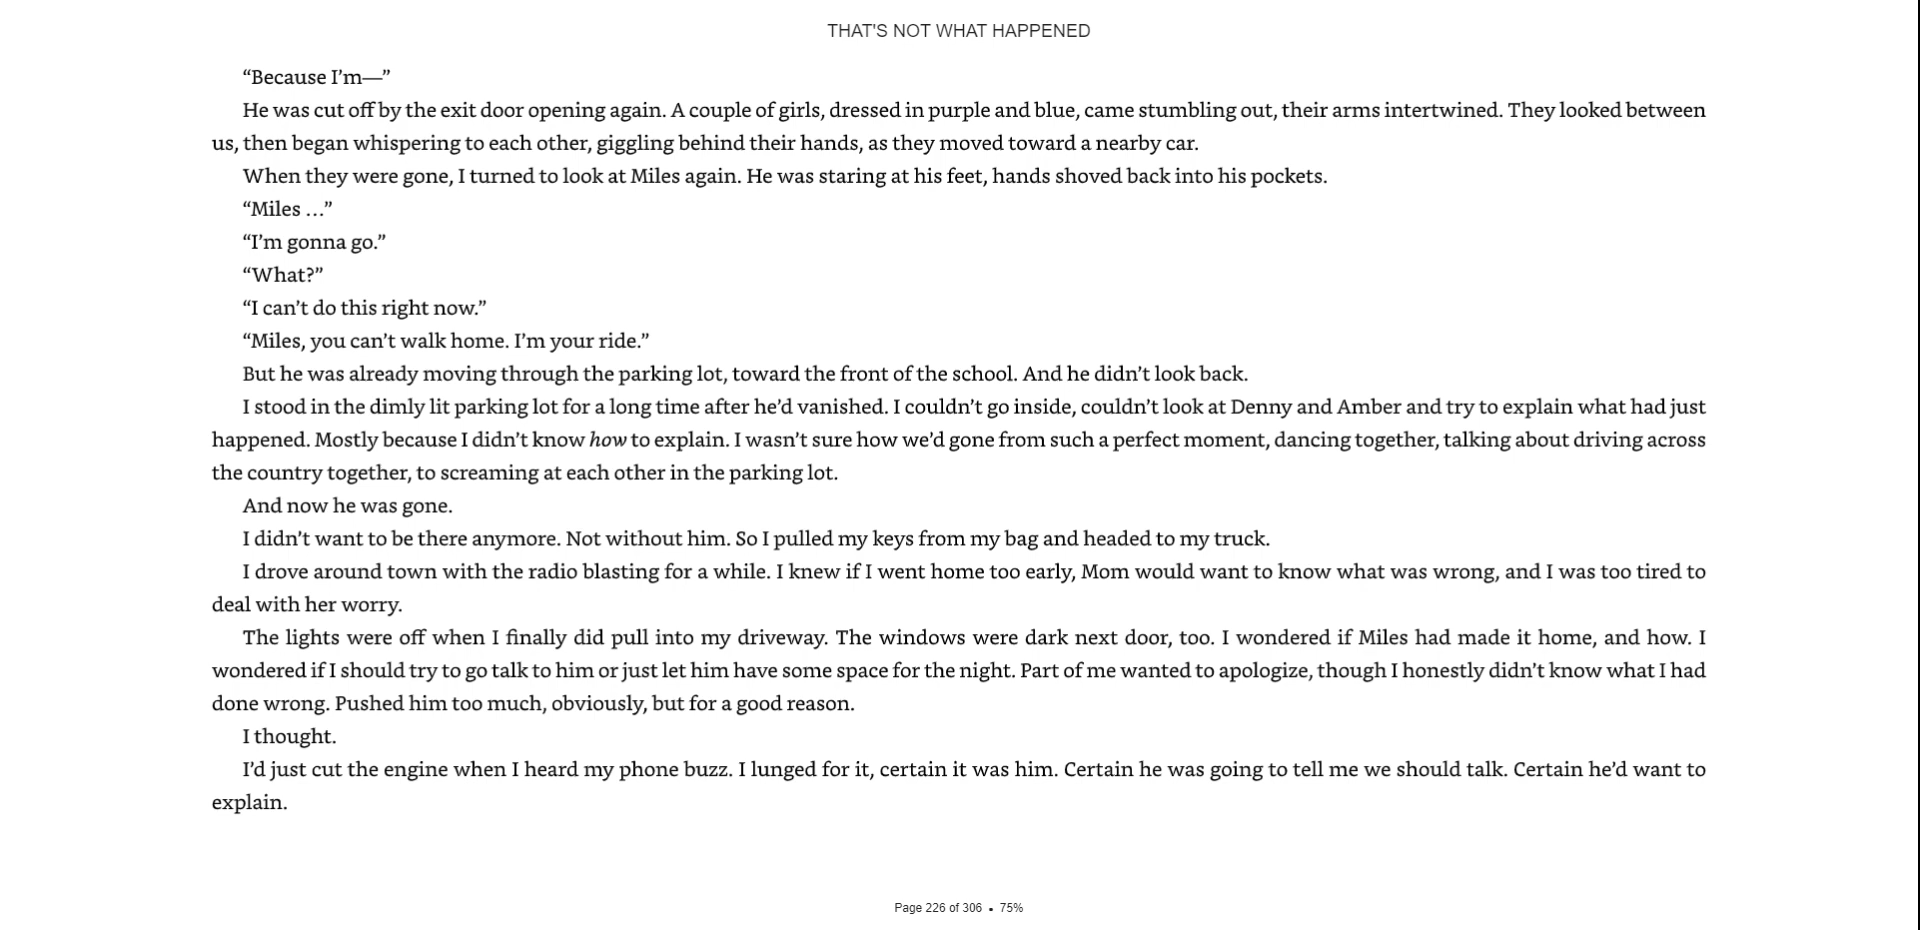 THAT'S NOT WHAT HAPPENED
“Because I’m—”
He was cut off by the exit door opening again. A couple of girls, dressed in purple and blue, came stumbling out, their arms intertwined. They looked between
us, then began whispering to each other, giggling behind their hands, as they moved toward a nearby car.
When they were gone, I turned to look at Miles again. He was staring at his feet, hands shoved back into his pockets.
“Miles …”
“I’m gonna go.”
“What?”
“I can’t do this right now.”
“Miles, you can’t walk home. I’m your ride.”
But he was already moving through the parking lot, toward the front of the school. And he didn’t look back.
I stood in the dimly lit parking lot for a long time after he’d vanished. I couldn’t go inside, couldn’t look at Denny and Amber and try to explain what had just
happened. Mostly because I didn’t know how to explain. I wasn’t sure how we’d gone from such a perfect moment, dancing together, talking about driving across
the country together, to screaming at each other in the parking lot.
And now he was gone.
I didn’t want to be there anymore. Not without him. So I pulled my keys from my bag and headed to my truck.
I drove around town with the radio blasting for a while. I knew if I went home too early, Mom would want to know what was wrong, and I was too tired to
deal with her worry.
The lights were off when I finally did pull into my driveway. The windows were dark next door, too. I wondered if Miles had made it home, and how. I
wondered if I should try to go talk to him or just let him have some space for the night. Part of me wanted to apologize, though I honestly didn’t know what I had
done wrong. Pushed him too much, obviously, but for a good reason.
I thought.
I’d just cut the engine when I heard my phone buzz. I lunged for it, certain it was him. Certain he was going to tell me we should talk. Certain he’d want to
explain.
Page 226 of 306 • 75%